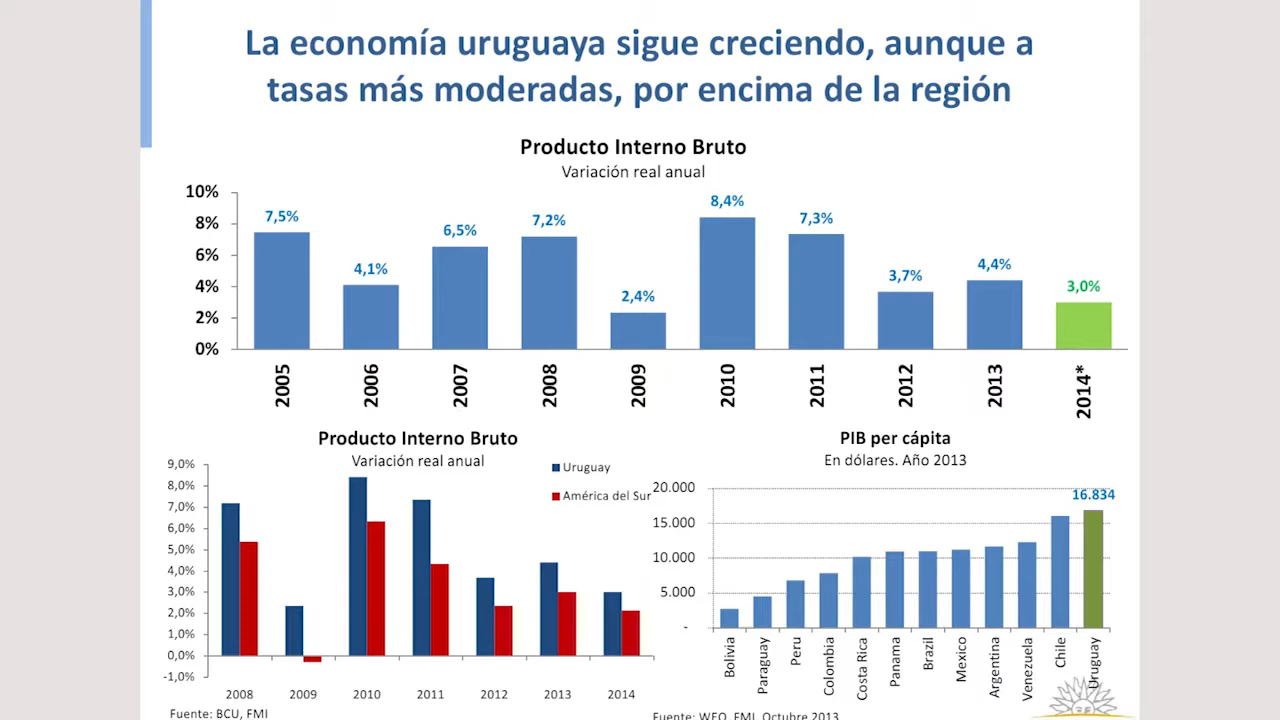 La economía uruguaya sigue creciendo, aunque a
tasas más moderadas, por encima de la región
Producto Interno Bruto
Variación real anual
10%
8%
6%
4%
2%
0%
7,5%
4,1%
6,5%
7,2%
2,4%
8,4%
7,3%
3,7%
4,4%
3,0%
2005
2006
2007
2008
2009
2010
2011
2012
2013
2014*
Producto Interno Bruto
Variación real anual
Uruguay
América del Sur
9,0%
8,0%
7,0%
6,0%
5,0%
4,0%
3,0%
2,0%
1,0%
0,0%
-1,0%
2008
2009
2010
2011
2012
2013
2014
Fuente: BCU, FMI
PIB per cápita
En dólares. Año 2013
20.000
15.000
10.000
5.000
-
16.834
Bolivia
Paraguay
Peru
Colombia
Costa Rica
Panama
Brazil
Mexico
Argentina
Venezuela
Chile
Uruguay
Fuente: WEO, FMI, Octubre 2013